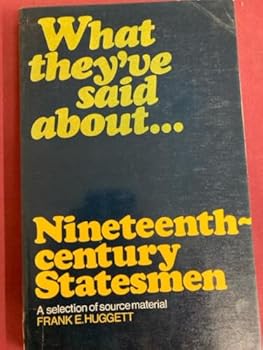 What
they've
said
about...
Nineteenth-
century
Statesmen
A selection of source material
FRANK E. HUGGETT